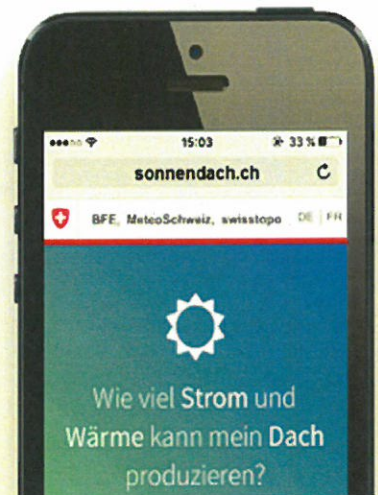 15:03 33 %
sonnendach.ch
BFE, MeteoSchweiz, swisstopo DE | FR
Wie viel Strom und
Wärme kann mein Dach
produzieren?